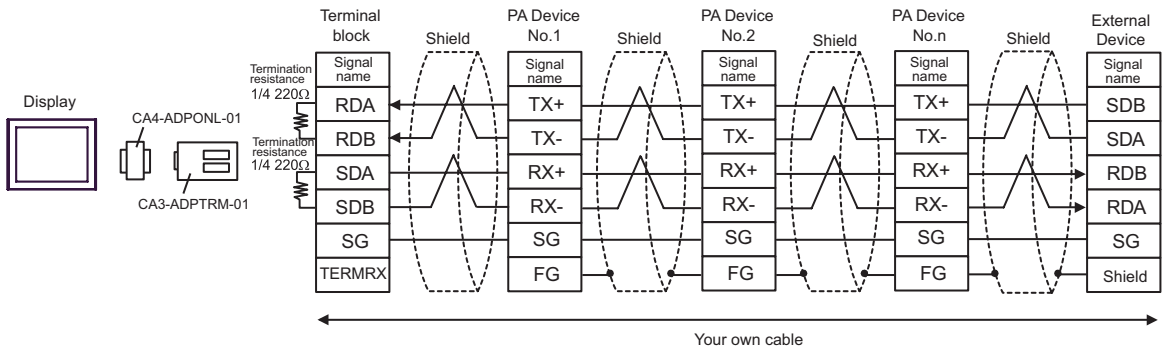 Display
CA4-ADPONL-01
CA3-ADPTRM-01
Termination
resistance
1/4 220Ω
Termination
resistance
1/4 220Ω
Terminal
block
Signal
name
RDA
RDB
SDA
SDB
SG
TERMRX
Shield
PA Device
No.1
Signal
name
TX+
TX-
RX+
RX-
SG
FG
Shield
PA Device
No.2
Signal
name
TX+
TX-
RX+
RX-
SG
FG
Shield
PA Device
No.n
Signal
name
TX+
TX-
RX+
RX-
SG
FG
Shield
External
Device
Signal
name
SDB
SDA
RDB
RDA
SG
Shield
Your own cable